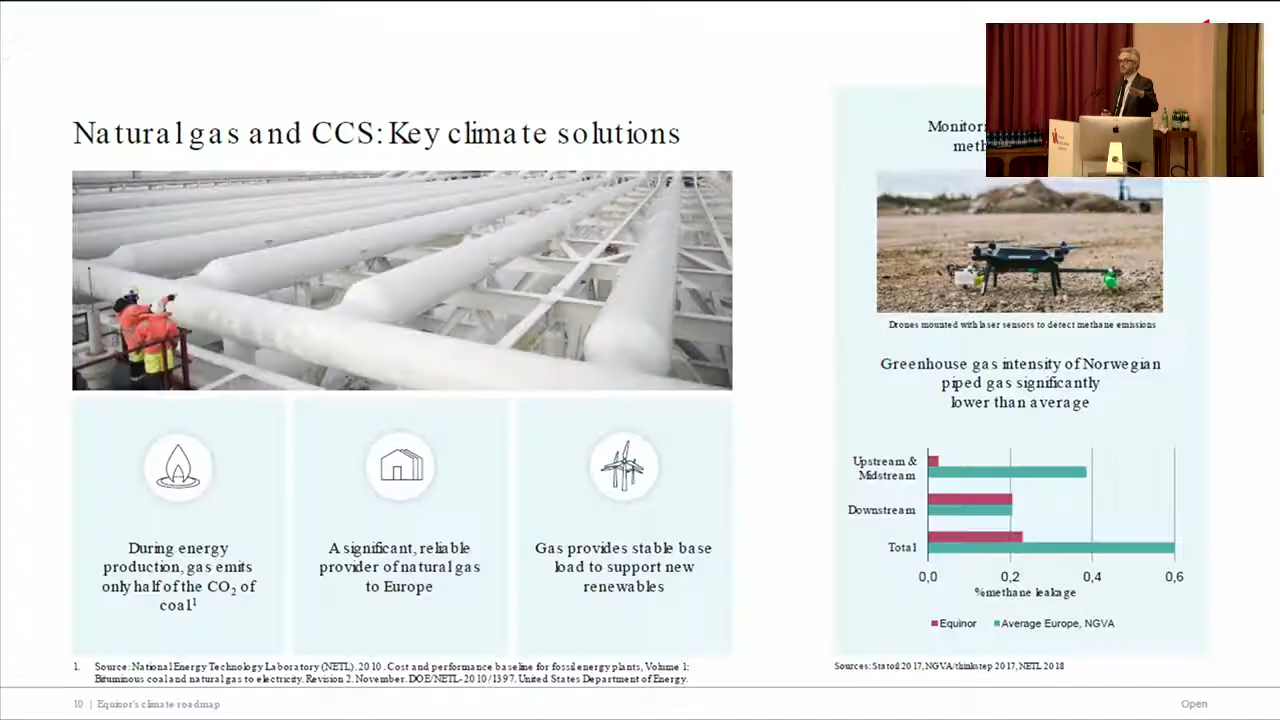 Natural gas and CCS: Key climate solutions
During energy
production, gas emits
only half of the CO2 of
coal1
A significant, reliable
provider of natural gas
to Europe
Gas provides stable base
load to support new
renewables
Drones mounted with laser sensors to detect methane emissions
Greenhouse gas intensity of Norwegian
piped gas significantly
lower than average
Upstream &
Midstream
Downstream
Total
0,0 0,2 0,4 0,6
%methane leakage
Equinor Average Europe, NGVA
1. Source: National Energy Technology Laboratory (NETL). 2010. Cost and performance baseline for fossil energy plants, Volume 1:
Bituminous coal and natural gas to electricity. Revision 2. November. DOE/NETL-2010/1397. United States Department of Energy.
Sources: Statoil 2017, NGVA/thinkstep 2017, NETL 2018
10 | Equinor's climate roadmap
Open